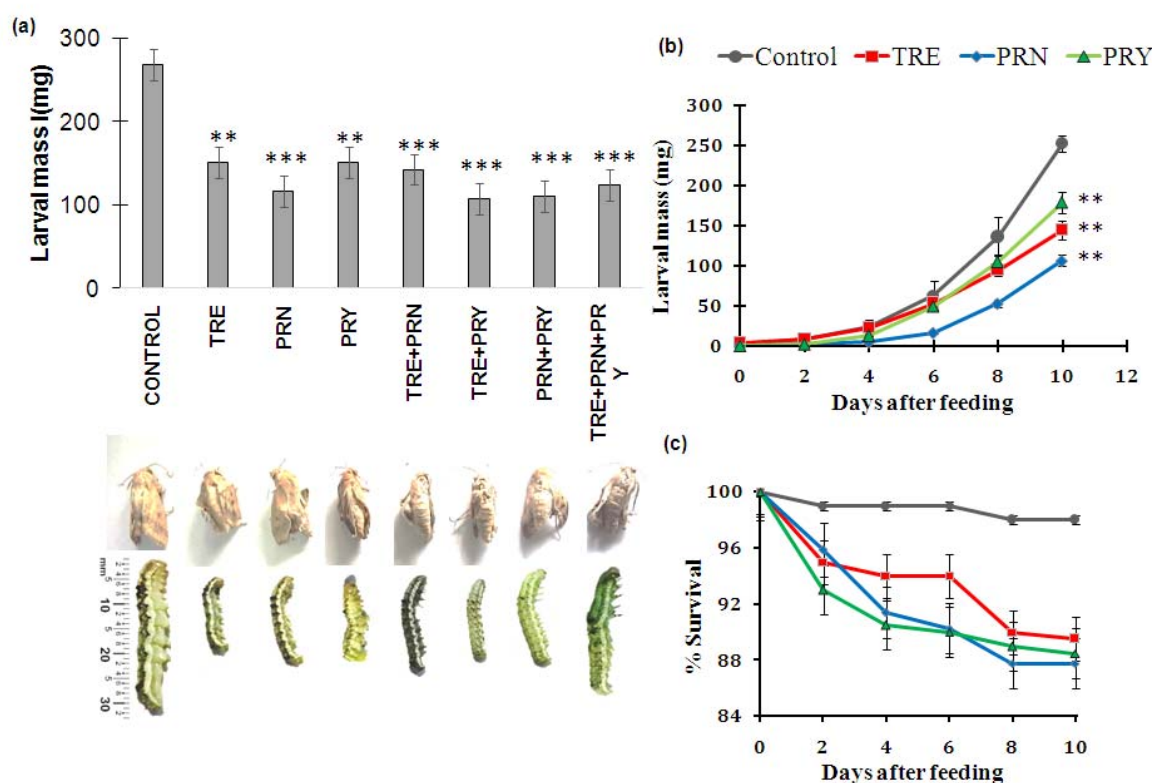 (a)
300
200
100
0
Larval mass l(mg)
**
***
**
***
***
***
***
CONTROL
TRE
PRN
PRY
TRE+PRN
TRE+PRY
PRN+PRY
TRE+PRN+PR
Y
mm
10
20
30
(b)
Control TRE PRN PRY
300
250
200
150
100
50
0
Larval mass (mg)
**
**
**
0 2 4 6 8 10 12
Days after feeding
(c)
100
96
92
88
84
% Survival
0 2 4 6 8 10
Days after feeding